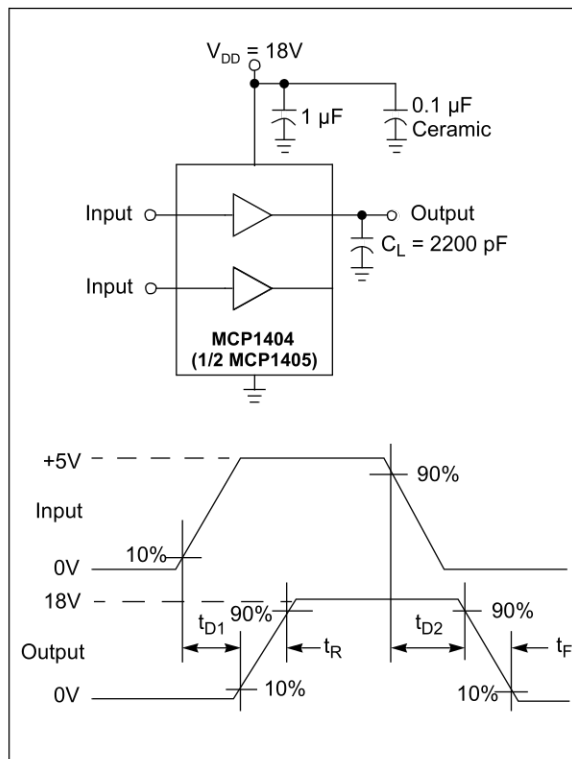 V_DD = 18V
1 µF
0.1 µF
Ceramic
Input
Output
C_L = 2200 pF
Input
MCP1404
(1/2 MCP1405)
+5V
90%
Input
10%
0V
18V
90%
t_D1
t_R
t_D2
90%
t_F
Output
10%
10%
0V